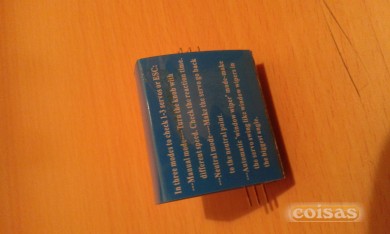 In three modes to check 1-3 servos or ESC:
—Manual mode—Turn the knob with
different speed. Check the reaction time.
—Neutral mode—Make the servo go back
to the neutral point.
—Automatic "window wiper" mode-make
the servo swing like window wipers in
the biggest angle.
coisas